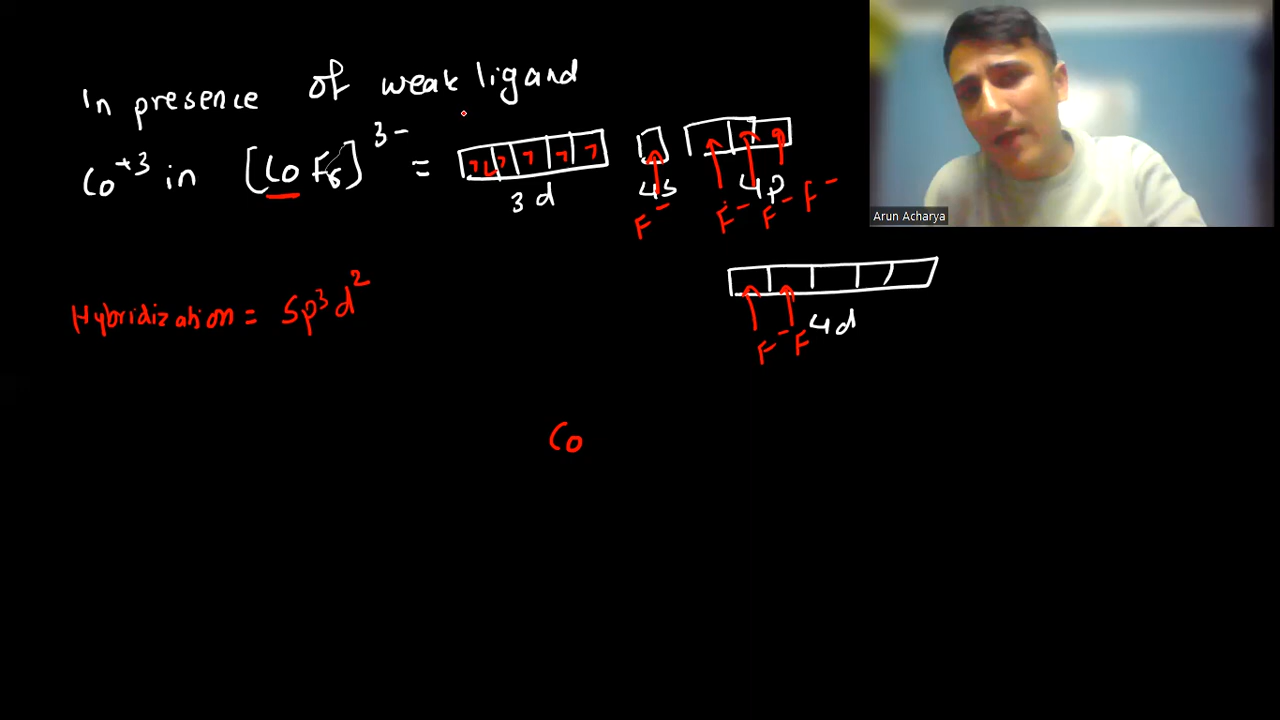 In presence of weak ligand
Co+3 in [CoF6]3- =
3d 4s 4p
F- F- F- F-
Arun Acharya
Hybridization = Sp3d2
4d
F- F
Co